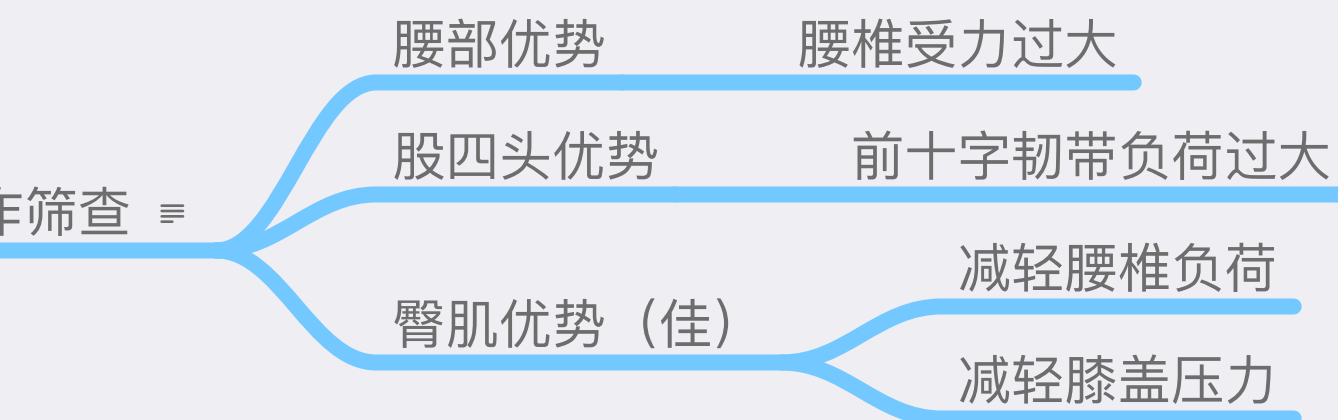 腰部优势
腰椎受力过大
股四头优势
前十字韧带负荷过大
作筛查
臀肌优势（佳）
减轻腰椎负荷
减轻膝盖压力